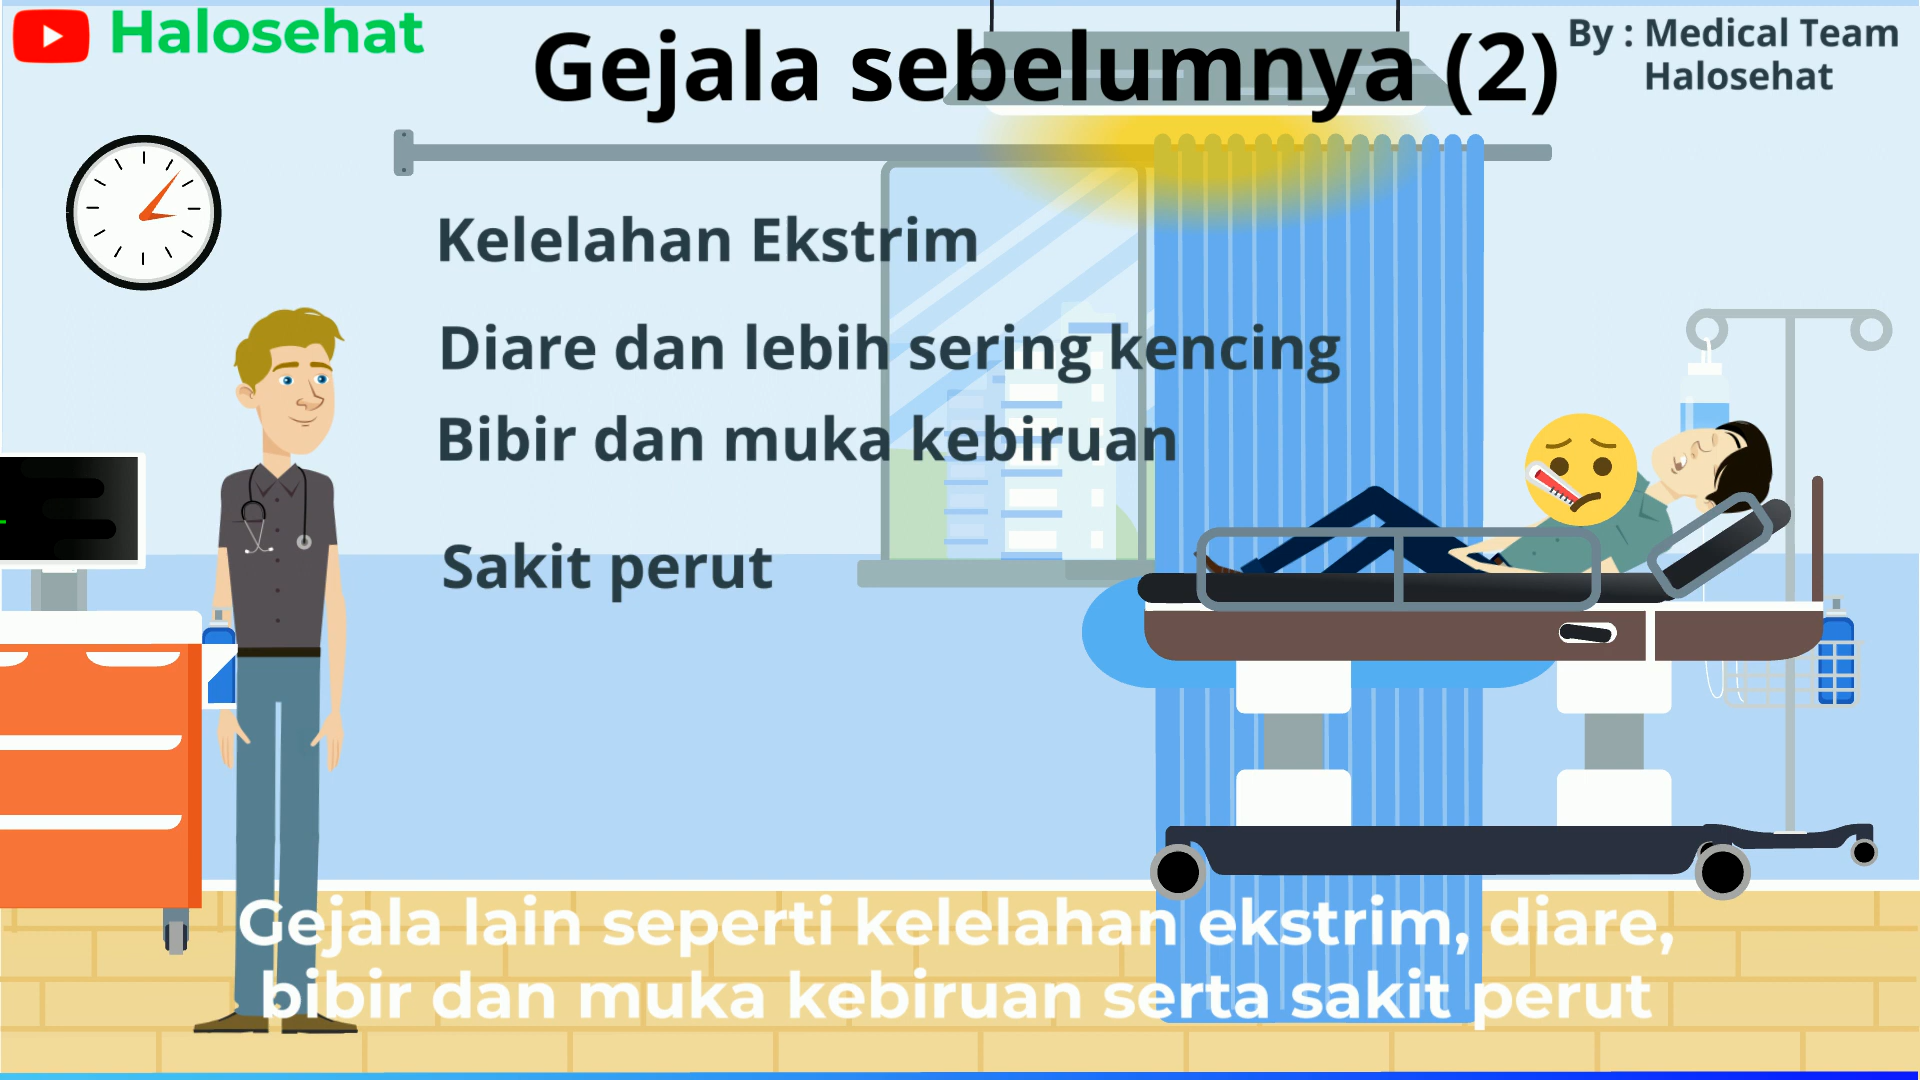 Halosehat
Gejala sebelumnya (2)
By : Medical Team
Halosehat
Kelelahan Ekstrim
Diare dan lebih sering kencing
Bibir dan muka kebiruan
Sakit perut
Gejala lain seperti kelelahan ekstrim, diare,
bibir dan muka kebiruan serta sakit perut